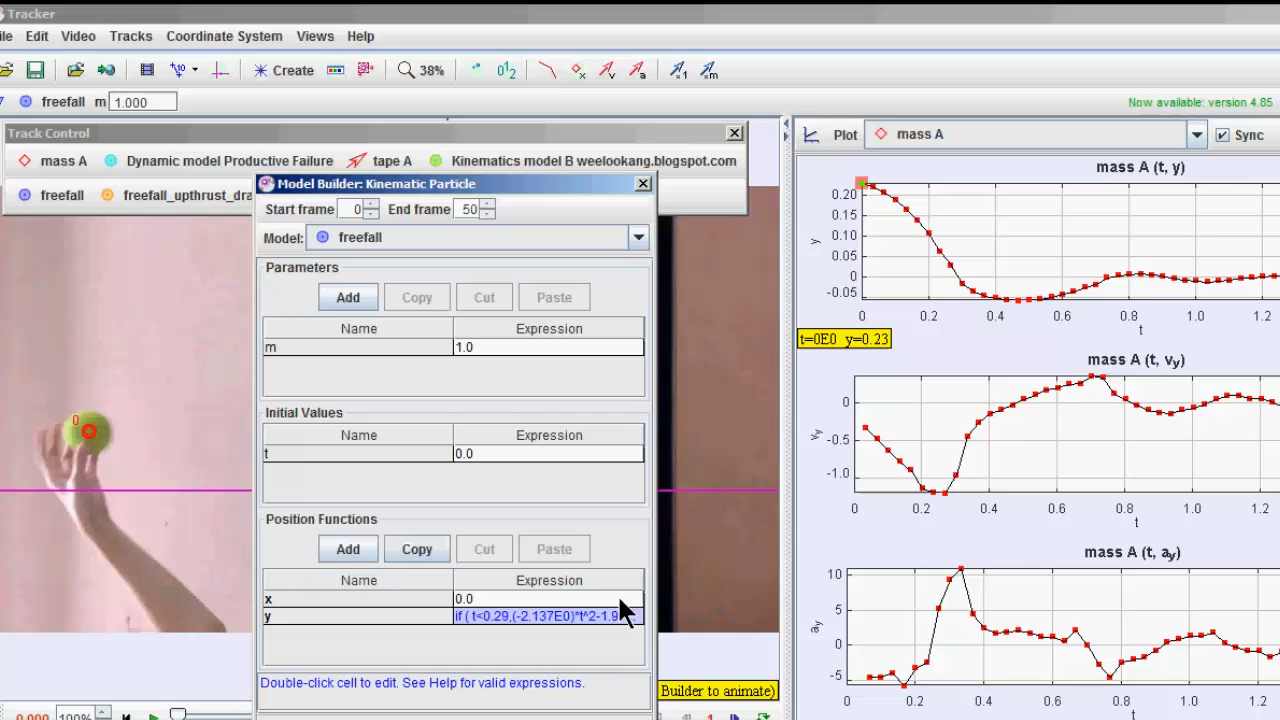 Tracker
ile Edit Video Tracks Coordinate System Views Help
Create 38%
freefall m 1.000
Now available: version 4.85
Track Control
mass A Dynamic model Productive Failure tape A Kinematics model B weelookang.blogspot.com
freefall freefall_upthrust_dra
Model Builder: Kinematic Particle
Start frame 0 End frame 50
Model: freefall
Parameters
Add Copy Cut Paste
Name Expression
m 1.0
Initial Values
Name Expression
t 0.0
Position Functions
Add Copy Cut Paste
Name Expression
x 0.0
y if ( t<0.29,(-2.137E0)*t^2-1.9
Double-click cell to edit. See Help for valid expressions.
Builder to animate)
0
0.000 100% 1
Plot mass A Sync
mass A (t, y)
y
0.20
0.15
0.10
0.05
0
-0.05
0 0.2 0.4 0.6 0.8 1.0 1.2
t
t=0E0 y=0.23
mass A (t, vy)
vy
0
-0.5
-1.0
0 0.2 0.4 0.6 0.8 1.0 1.2
t
mass A (t, ay)
ay
10
5
0
-5
0 0.2 0.4 0.6 0.8 1.0 1.2
t